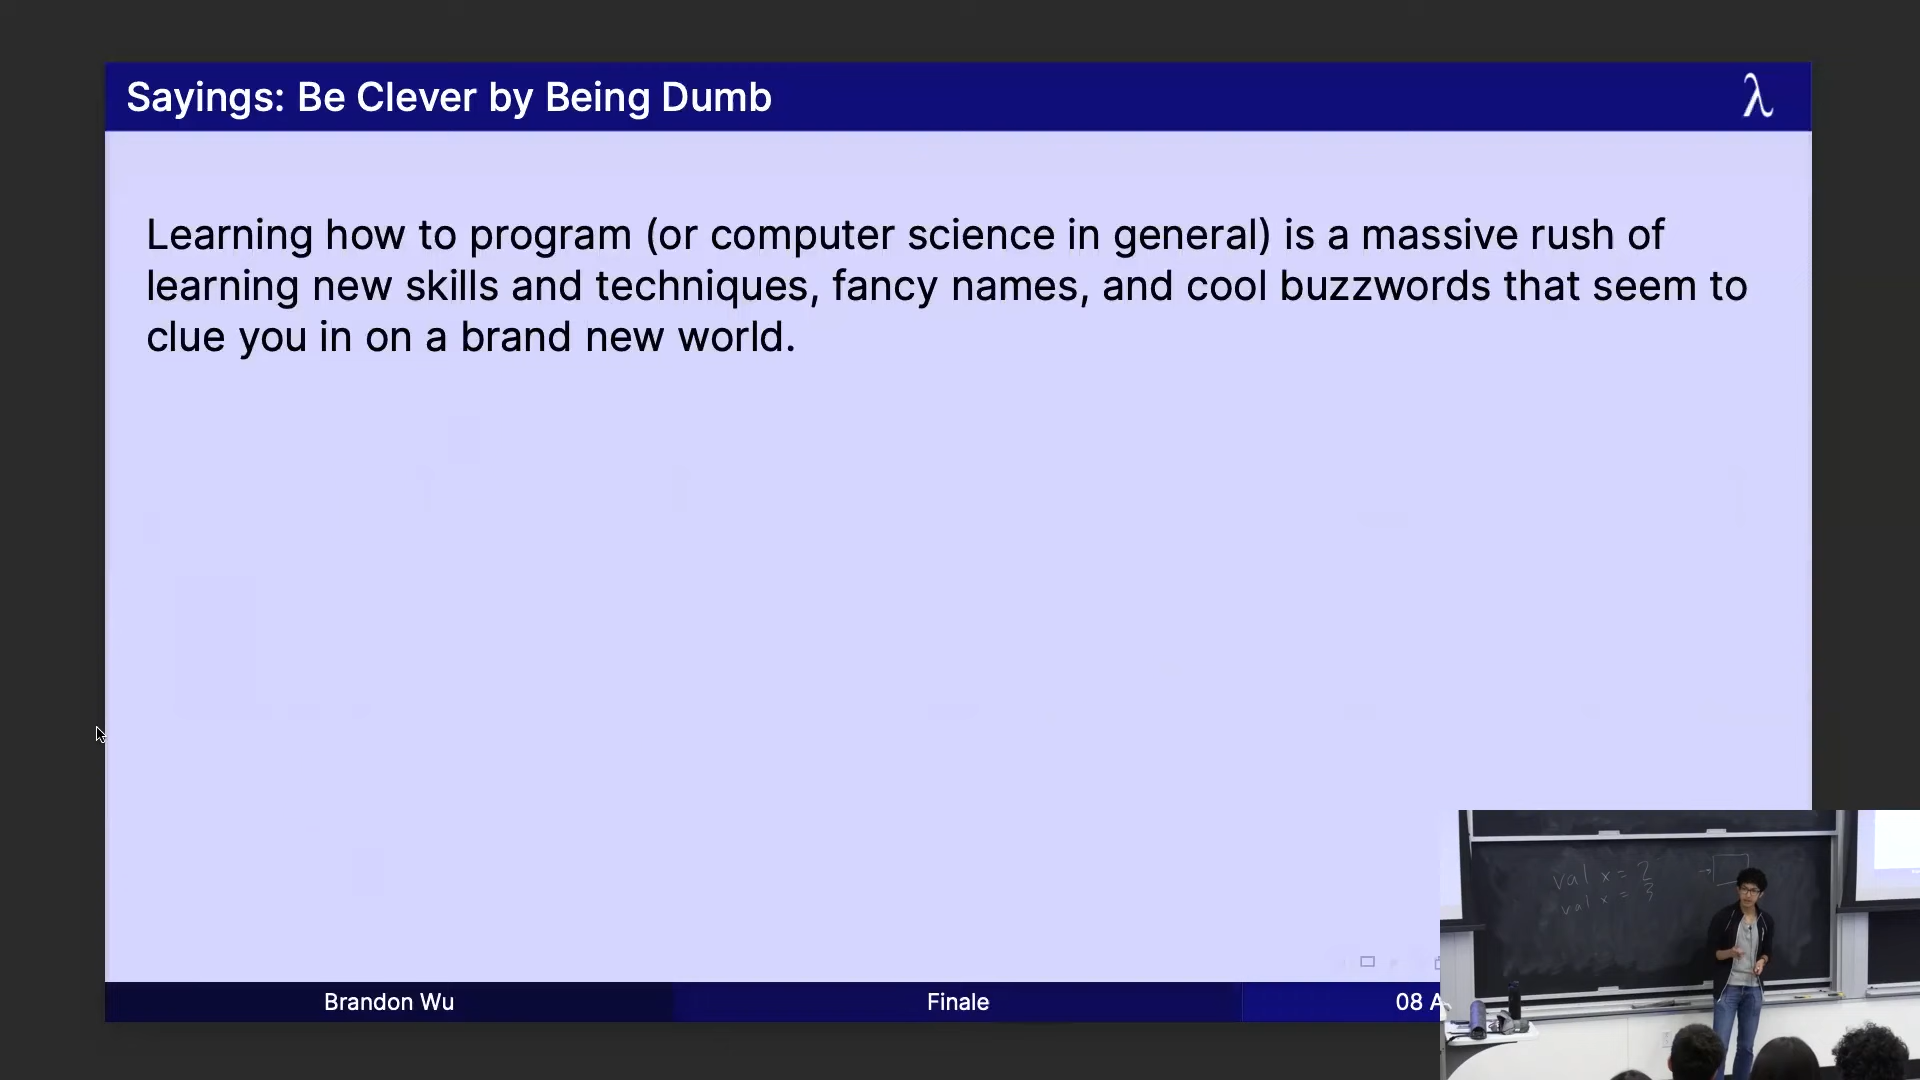 Sayings: Be Clever by Being Dumb
λ
Learning how to program (or computer science in general) is a massive rush of
learning new skills and techniques, fancy names, and cool buzzwords that seem to
clue you in on a brand new world.
val x = 2
val x = 3
Brandon Wu
Finale
08 A